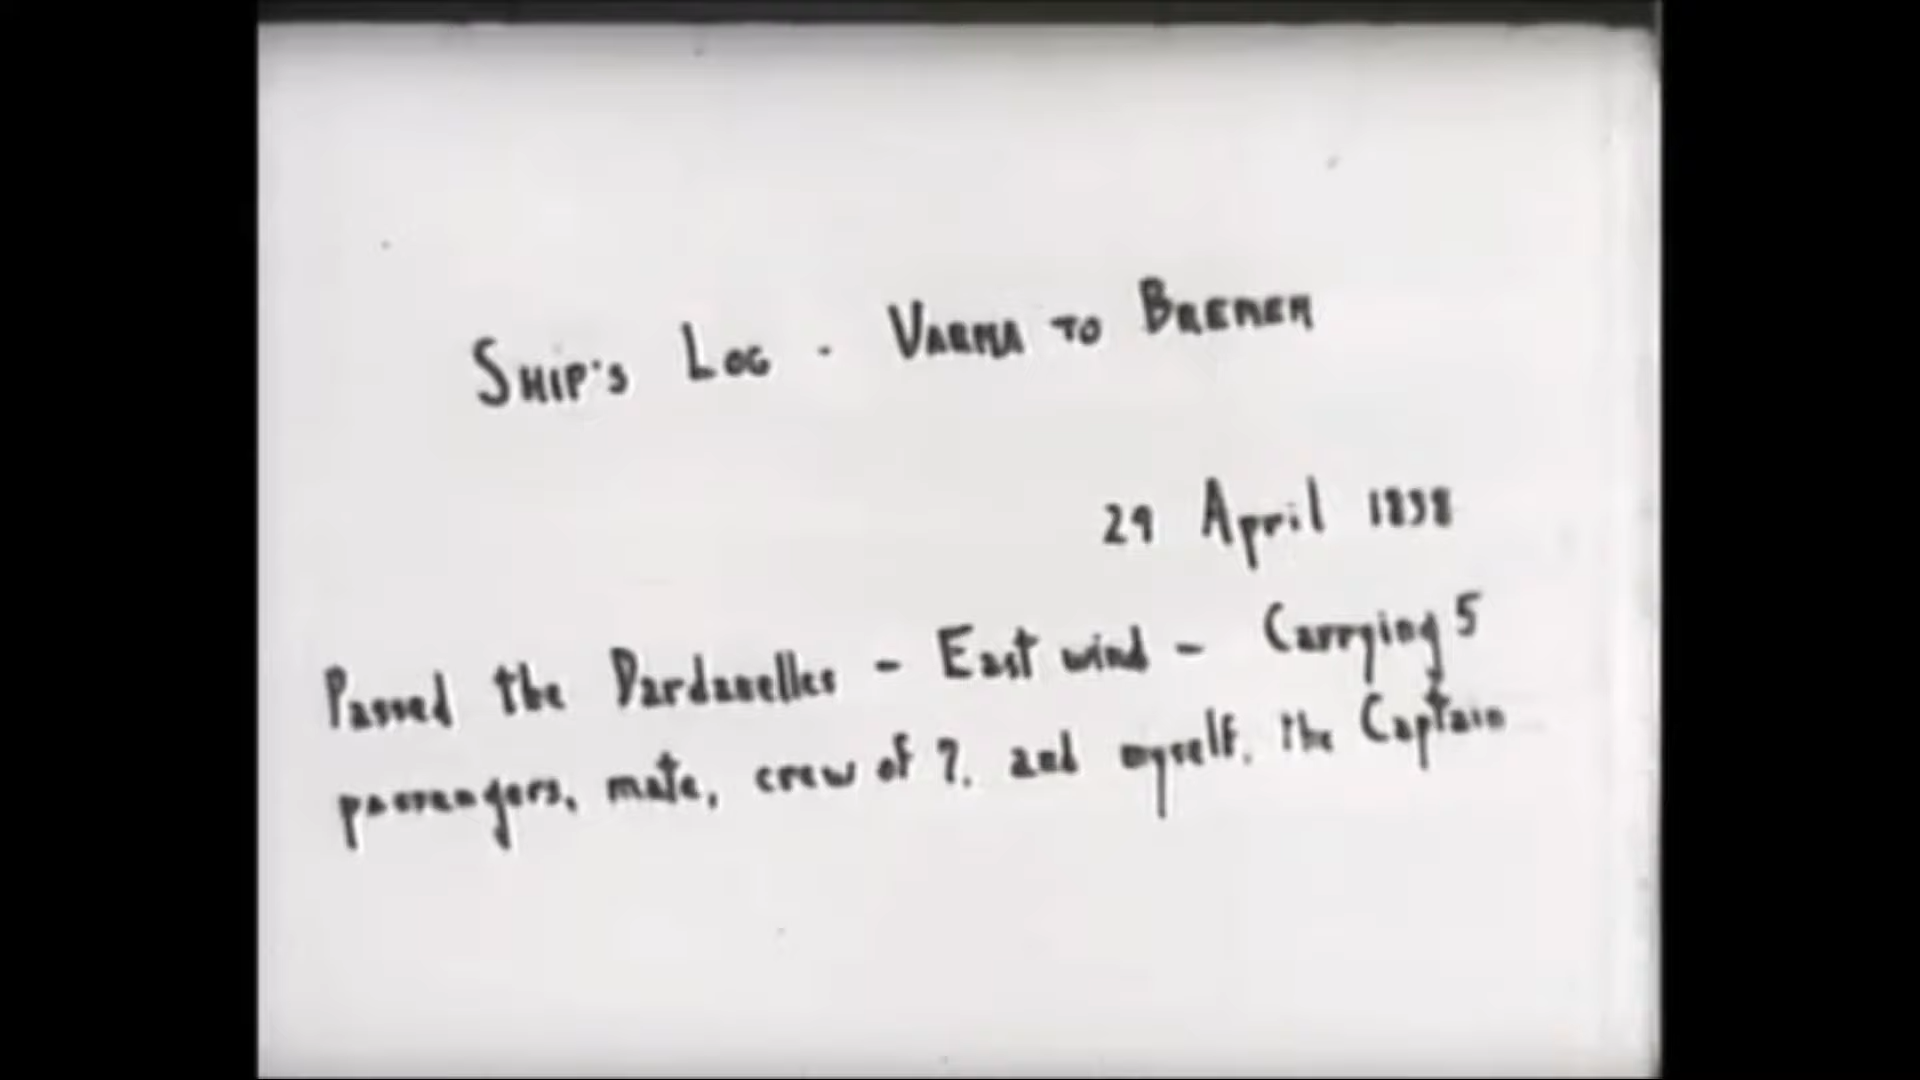 Ship's Log - Varna to Bremen
29 April 1838
Passed the Dardanelles - East wind - Carrying 5
passengers, mate, crew of 7, and myself, the Captain